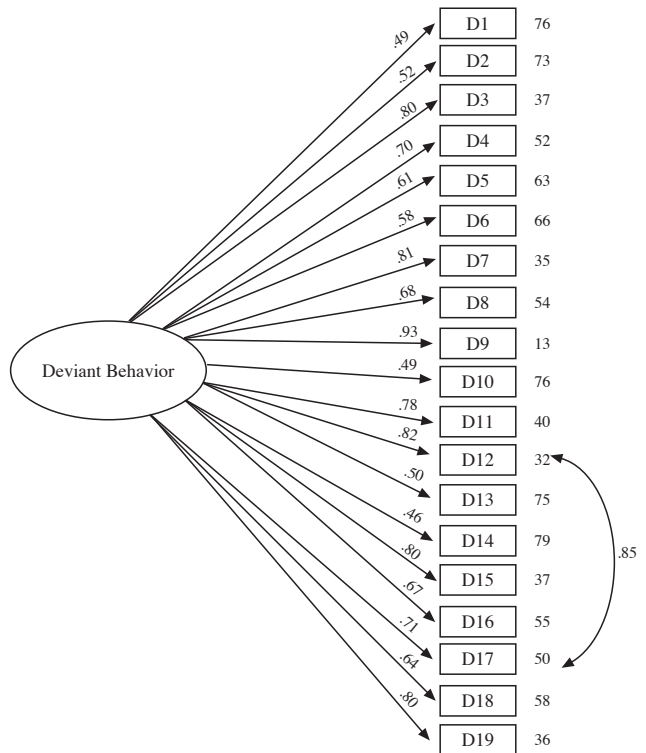 .49 D1 76
.52 D2 73
.80 D3 37
.70 D4 52
.61 D5 63
.58 D6 66
.81 D7 35
.68 D8 54
.93 D9 13
Deviant Behavior
.49 D10 76
.78 D11 40
.82 D12 32
.50 D13 75
.46 D14 79
.85
.80 D15 37
.67 D16 55
.71 D17 50
.64 D18 58
.80 D19 36